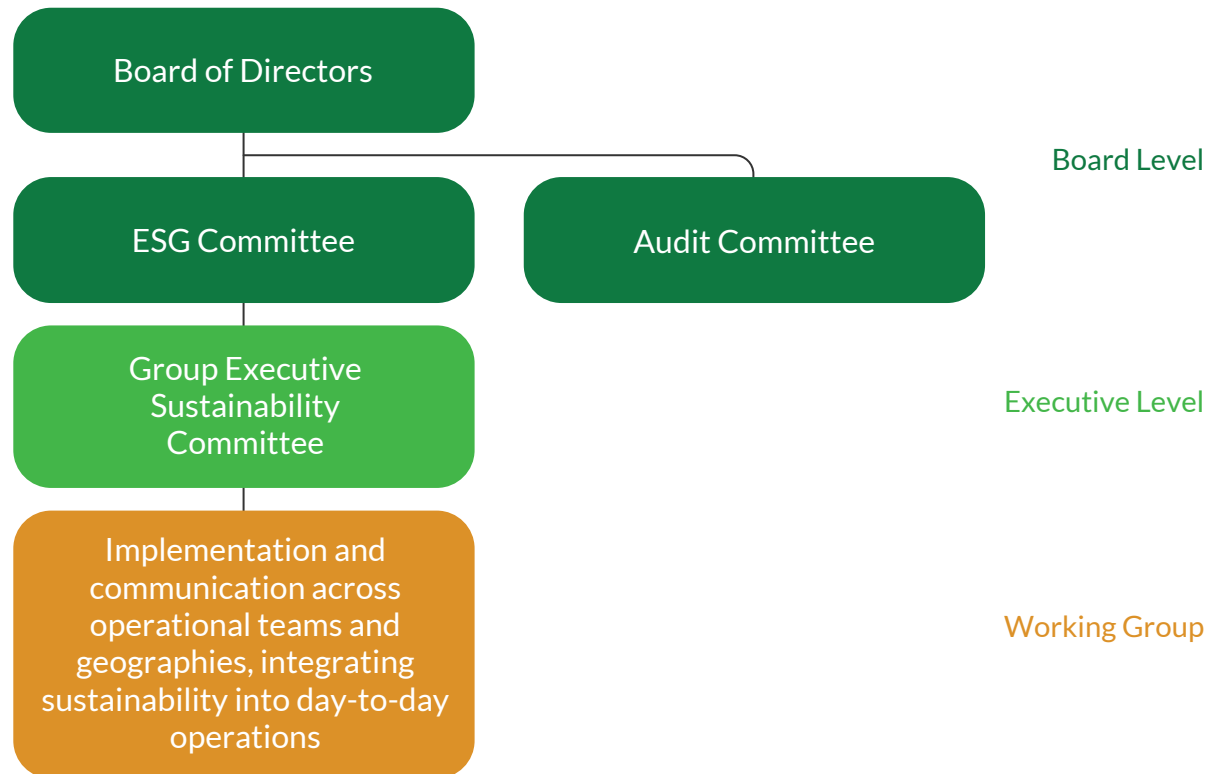 Board of Directors
Board Level
ESG Committee
Audit Committee
Group Executive
Sustainability
Committee
Executive Level
Implementation and
communication across
operational teams and
geographies, integrating
sustainability into day-to-day
operations
Working Group